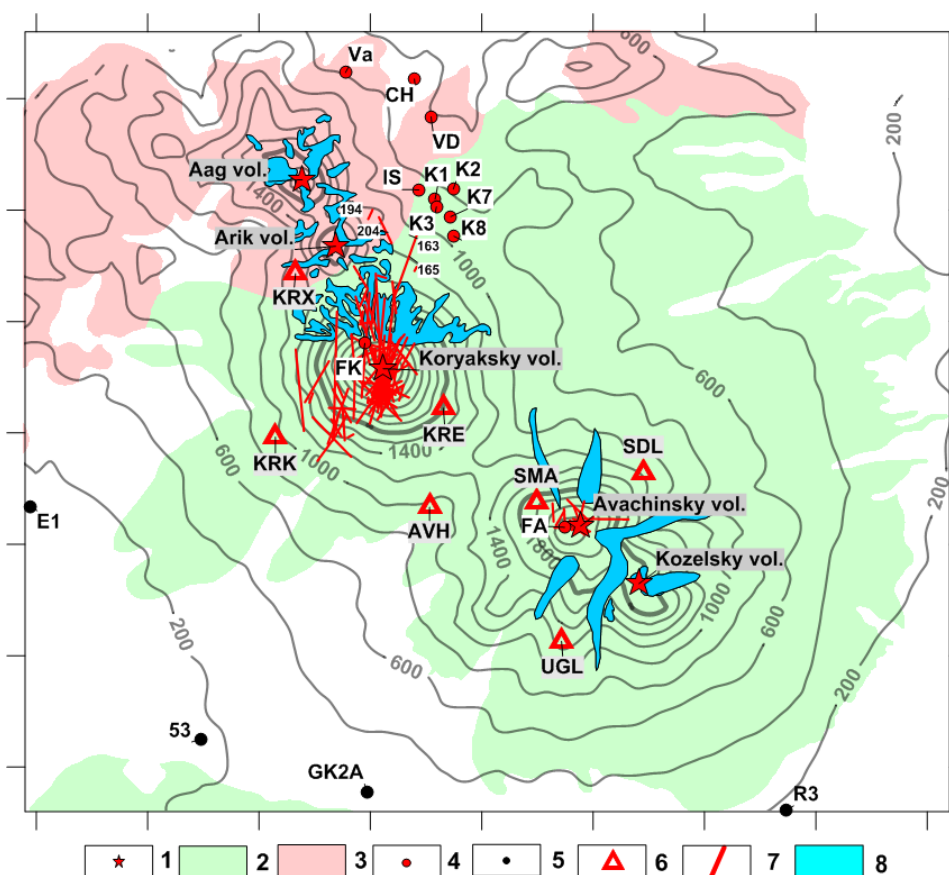 Va
CH
200
VD
Aag vol.
IS
K1
K2
1400
K7
194
K3
K8
Arik vol.
204
163
1000
165
KRX
FK
Koryaksky vol.
600
KRE
1400
KRK
1000
600
SMA
SDL
E1
AVH
FA
Avachinsky vol.
200
1400
1800
Kozelsky vol.
1000
600
200
UGL
600
200
53
GK2A
R3
1
2
3
4
5
6
7
8